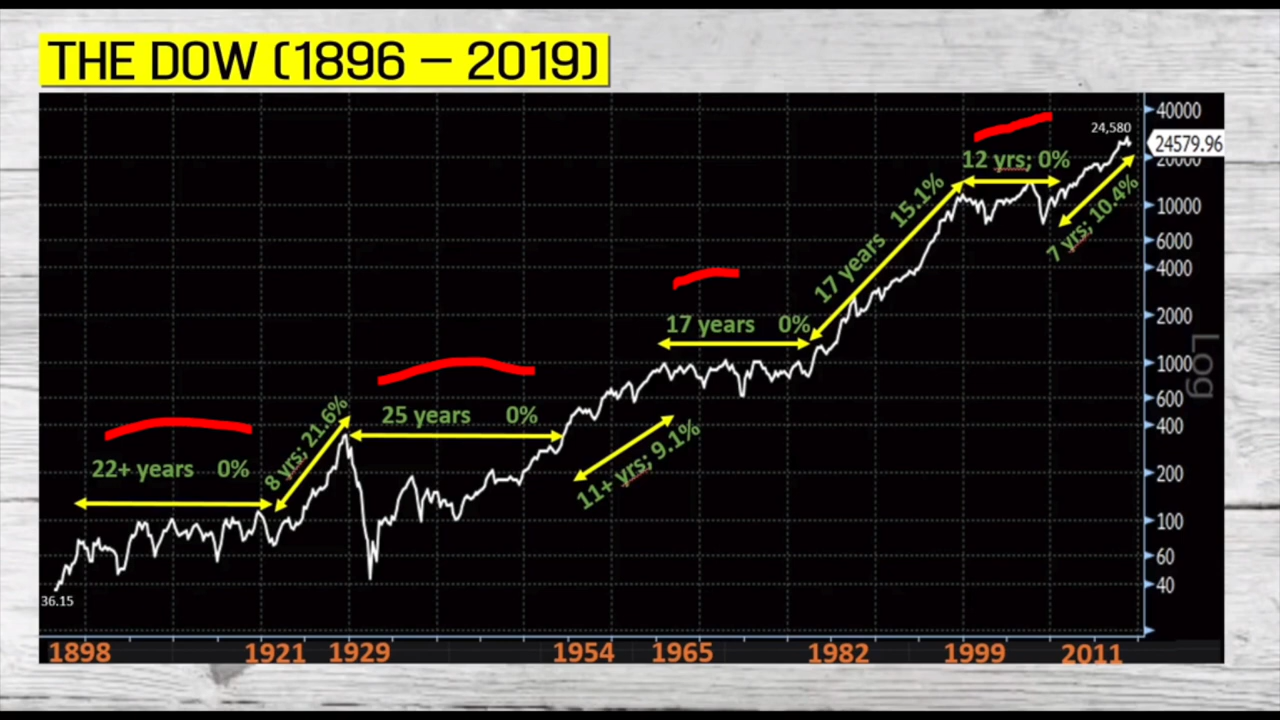 THE DOW (1896 – 2019)
40000
24,580
24579.96
20000
12 yrs; 0%
17 years 15.1%
7 yrs; 10.4%
10000
6000
4000
2000
17 years 0%
1000
Log
600
25 years 0%
8 yrs; 21.6%
400
11+ yrs; 9.1%
22+ years 0%
200
100
60
40
36.15
1898 1921 1929 1954 1965 1982 1999 2011